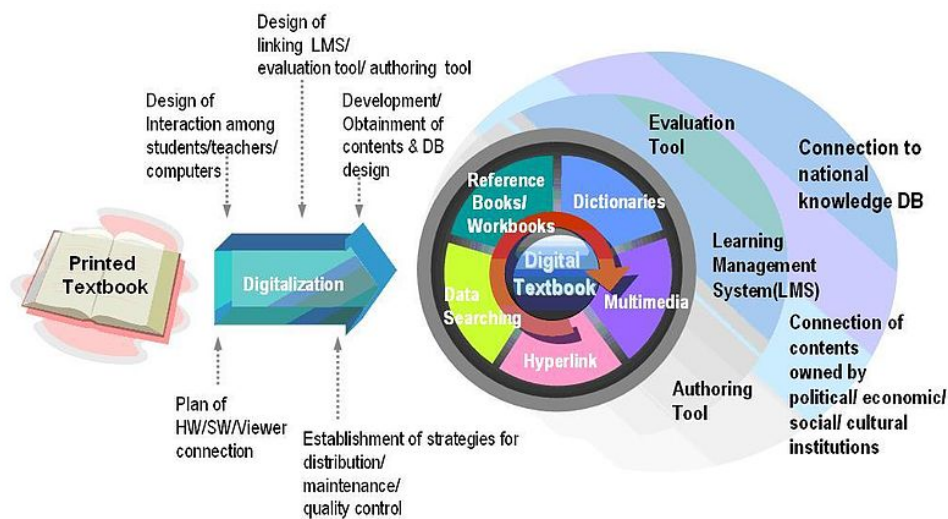 Design of
linking LMS/
evaluation tool/ authoring tool
Design of
Interaction among
students/teachers/
computers
Development/
Obtainment of
contents & DB
design
Printed
Textbook
Digitalization
Plan of
HW/SW/Viewer
connection
Establishment of strategies for
distribution/
maintenance/
quality control
Reference
Books/
Workbooks
Dictionaries
Digital
Textbook
Data
Searching
Multimedia
Hyperlink
Evaluation
Tool
Learning
Management
System(LMS)
Authoring
Tool
Connection to
national
knowledge DB
Connection of
contents
owned by
political/ economic/
social/ cultural
institutions